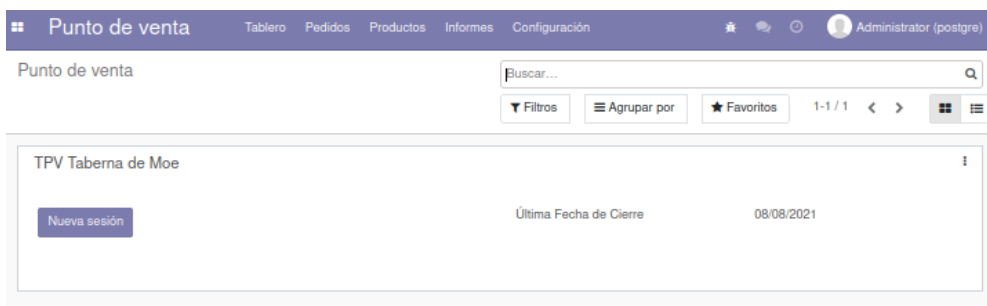 Punto de venta Tablero Pedidos Productos Informes Configuración Administrator (postgre)
Punto de venta Buscar...
Filtros Agrupar por Favoritos 1-1 / 1
TPV Taberna de Moe
Nueva sesión Última Fecha de Cierre 08/08/2021